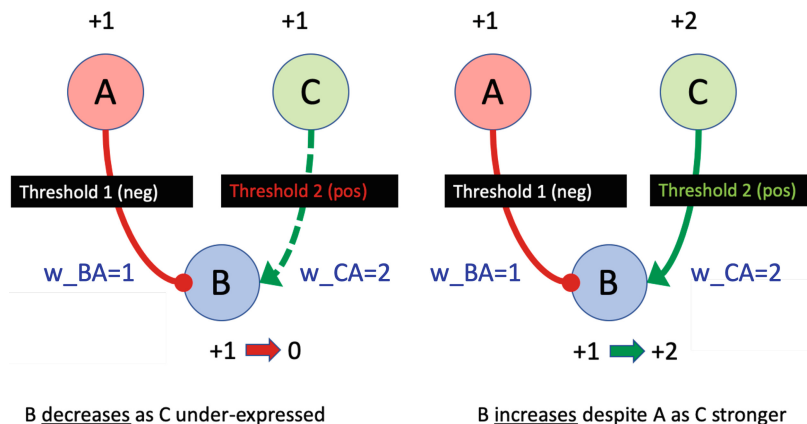 +1 +1 +1 +2
A C A C
Threshold 1 (neg) Threshold 2 (pos) Threshold 1 (neg) Threshold 2 (pos)
w_BA=1 B w_CA=2 w_BA=1 B w_CA=2
+1 0 +1 +2
B decreases as C under-expressed B increases despite A as C stronger